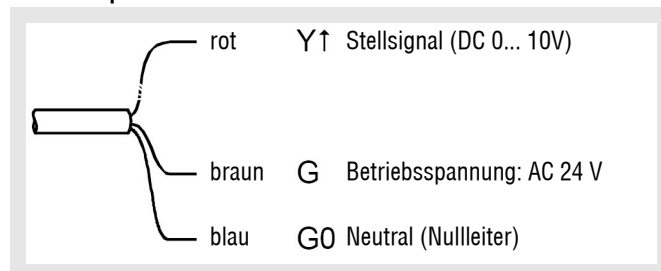 rot Y↑ Stellsignal (DC 0... 10V)
braun G Betriebsspannung: AC 24 V
blau G0 Neutral (Nullleiter)